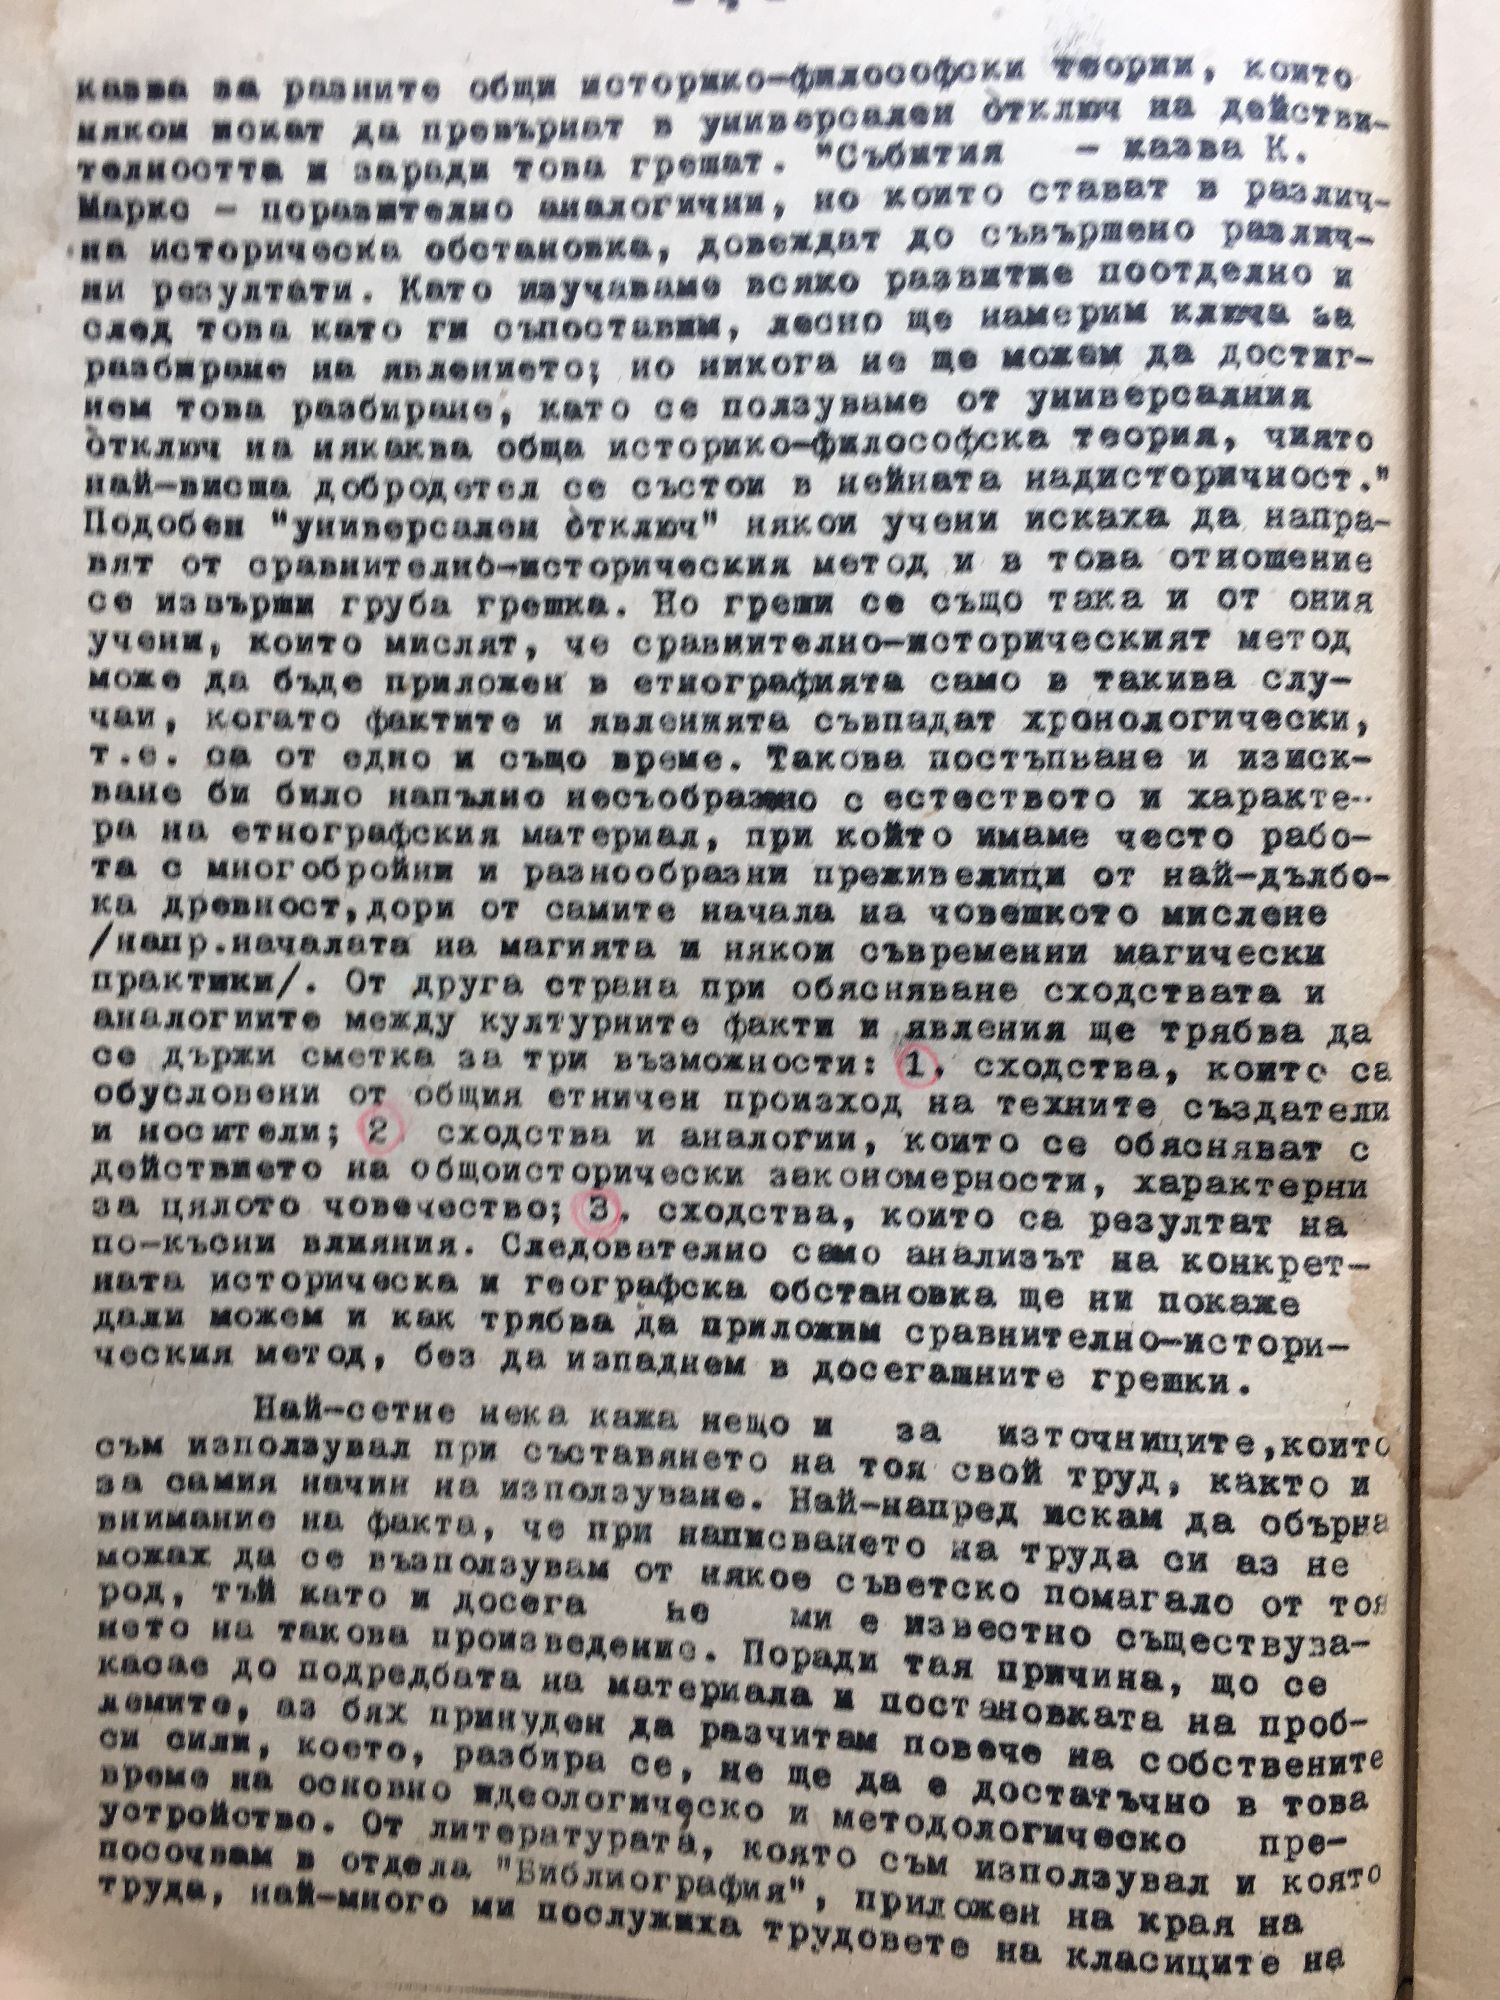 казва за разните общи историко-философски теории, които
някои искат да превърнат в универсален о̀тключ на действи-
телността и заради това грешат. "Събития - казва К.
Маркс - поразително аналогични, но които стават в различ-
на историческа обстановка, довеждат до съвършено различ-
ни резултати. Като изучаваме всяко развитие поотделно и
след това като ги съпоставим, лесно ще намерим ключа за
разбиране на явлението; но никога не ще можем да достиг-
нем това разбиране, като се ползуваме от универсалния
о̀тключ на някаква обща историко-философска теория, чиято
най-висша добродетел се състои в нейната надисторичност."
Подобен "универсален о̀тключ" някои учени искаха да напра-
вят от сравнително-историческия метод и в това отношение
се извърши груба грешка. Но греши се също така и от ония
учени, които мислят, че сравнително-историческият метод
може да бъде приложен в етнографията само в такива слу-
чаи, когато фактите и явленията съвпадат хронологически,
т.е. са от едно и също време. Такова постъпване и изиск-
ване би било напълно несъобразено с естеството и характе-
ра на етнографския материал, при който имаме често рабо-
та с многобройни и разнообразни преживелици от най-дълбо-
ка древност,дори от самите начала на човешкото мислене
/напр.началата на магията и някои съвременни магически
практики/. От друга страна при обясняване сходствата и
аналогиите между културните факти и явления ще трябва да
се държи сметка за три възможности: 1. сходства, които са
обусловени от общия етничен произход на техните създатели
и носители; 2. сходства и аналогии, които се обясняват с
действието на общоисторически закономерности, характерни
за цялото човечество; 3. сходства, които са резултат на
по-късни влияния. Следователно само анализът на конкрет-
ната историческа и географска обстановка ще ни покаже
дали можем и как трябва да приложим сравнително-истори-
ческия метод, без да изпаднем в досегашните грешки.
Най-сетне нека кажа нещо и за източниците,които
съм използувал при съставянето на тоя свой труд, както и
за самия начин на използуване. Най-напред искам да обърна
внимание на факта, че при написването на труда си аз не
можах да се възползувам от някое съветско помагало от тоя
род, тъй като и досега не ми е известно съществува-
нето на такова произведение. Поради тая причина, що се
касае до подредбата на материала и постановката на проб-
лемите, аз бях принуден да разчитам повече на собствените
си сили, което, разбира се, не ще да е достатъчно в това
време на основно идеологическо и методологическо пре-
устройство. От литературата, която съм използувал и която
посочвам в отдела "Библиография", приложен на края на
труда, най-много ми послужиха трудовете на класиците на